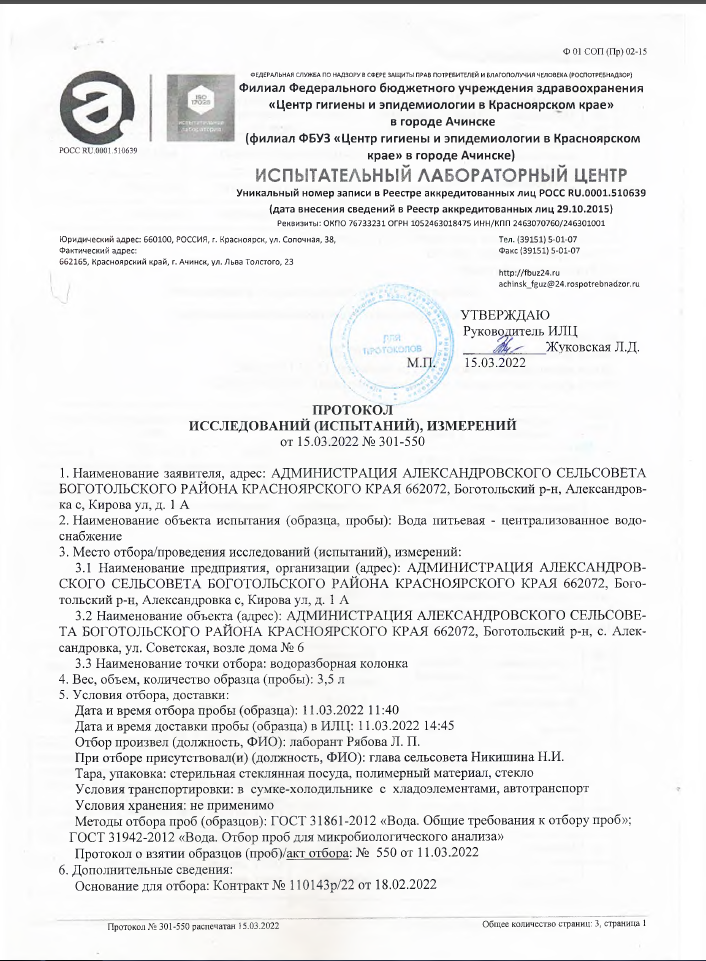 Ф 01 СОП (Пр) 02-15
ФЕДЕРАЛЬНАЯ СЛУЖБА ПО НАДЗОРУ В СФЕРЕ ЗАЩИТЫ ПРАВ ПОТРЕБИТЕЛЕЙ И БЛАГОПОЛУЧИЯ ЧЕЛОВЕКА (РОСПОТРЕБНАДЗОР)
Филиал Федерального бюджетного учреждения здравоохранения
«Центр гигиены и эпидемиологии в Красноярском крае»
в городе Ачинске
(филиал ФБУЗ «Центр гигиены и эпидемиологии в Красноярском
крае» в городе Ачинске)
РОСС RU.0001.510639
ИСПЫТАТЕЛЬНЫЙ ЛАБОРАТОРНЫЙ ЦЕНТР
Уникальный номер записи в Реестре аккредитованных лиц РОСС RU.0001.510639
(дата внесения сведений в Реестр аккредитованных лиц 29.10.2015)
Реквизиты: ОКПО 76733231 ОГРН 1052463018475 ИНН/КПП 2463070760/246301001
Юридический адрес: 660100, РОССИЯ, г. Красноярск, ул. Сопочная, 38,
Фактический адрес:
662165, Красноярский край, г. Ачинск, ул. Льва Толстого, 23
Тел. (39151) 5-01-07
Факс (39151) 5-01-07
http://fbuz24.ru
achinsk_fguz@24.rospotrebnadzor.ru
УТВЕРЖДАЮ
Руководитель ИЛЦ
Жуковская Л.Д.
М.П. 15.03.2022
ДЛЯ
ПРОТОКОЛОВ
ПРОТОКОЛ
ИССЛЕДОВАНИЙ (ИСПЫТАНИЙ), ИЗМЕРЕНИЙ
от 15.03.2022 № 301-550
1. Наименование заявителя, адрес: АДМИНИСТРАЦИЯ АЛЕКСАНДРОВСКОГО СЕЛЬСОВЕТА
БОГОТОЛЬСКОГО РАЙОНА КРАСНОЯРСКОГО КРАЯ 662072, Боготольский р-н, Александров-
ка с, Кирова ул, д. 1 А
2. Наименование объекта испытания (образца, пробы): Вода питьевая - централизованное водо-
снабжение
3. Место отбора/проведения исследований (испытаний), измерений:
3.1 Наименование предприятия, организации (адрес): АДМИНИСТРАЦИЯ АЛЕКСАНДРОВ-
СКОГО СЕЛЬСОВЕТА БОГОТОЛЬСКОГО РАЙОНА КРАСНОЯРСКОГО КРАЯ 662072, Бого-
тольский р-н, Александровка с, Кирова ул, д. 1 А
3.2 Наименование объекта (адрес): АДМИНИСТРАЦИЯ АЛЕКСАНДРОВСКОГО СЕЛЬСОВЕ-
ТА БОГОТОЛЬСКОГО РАЙОНА КРАСНОЯРСКОГО КРАЯ 662072, Боготольский р-н, с. Алек-
сандровка, ул. Советская, возле дома № 6
3.3 Наименование точки отбора: водоразборная колонка
4. Вес, объем, количество образца (пробы): 3,5 л
5. Условия отбора, доставки:
Дата и время отбора пробы (образца): 11.03.2022 11:40
Дата и время доставки пробы (образца) в ИЛЦ: 11.03.2022 14:45
Отбор произвел (должность, ФИО): лаборант Рябова Л. П.
При отборе присутствовал(и) (должность, ФИО): глава сельсовета Никишина Н.И.
Тара, упаковка: стерильная стеклянная посуда, полимерный материал, стекло
Условия транспортировки: в сумке-холодильнике с хладоэлементами, автотранспорт
Условия хранения: не применимо
Методы отбора проб (образцов): ГОСТ 31861-2012 «Вода. Общие требования к отбору проб»;
ГОСТ 31942-2012 «Вода. Отбор проб для микробиологического анализа»
Протокол о взятии образцов (проб)/акт отбора: № 550 от 11.03.2022
6. Дополнительные сведения:
Основание для отбора: Контракт № 110143р/22 от 18.02.2022
Протокол № 301-550 распечатан 15.03.2022
Общее количество страниц: 3, страница 1